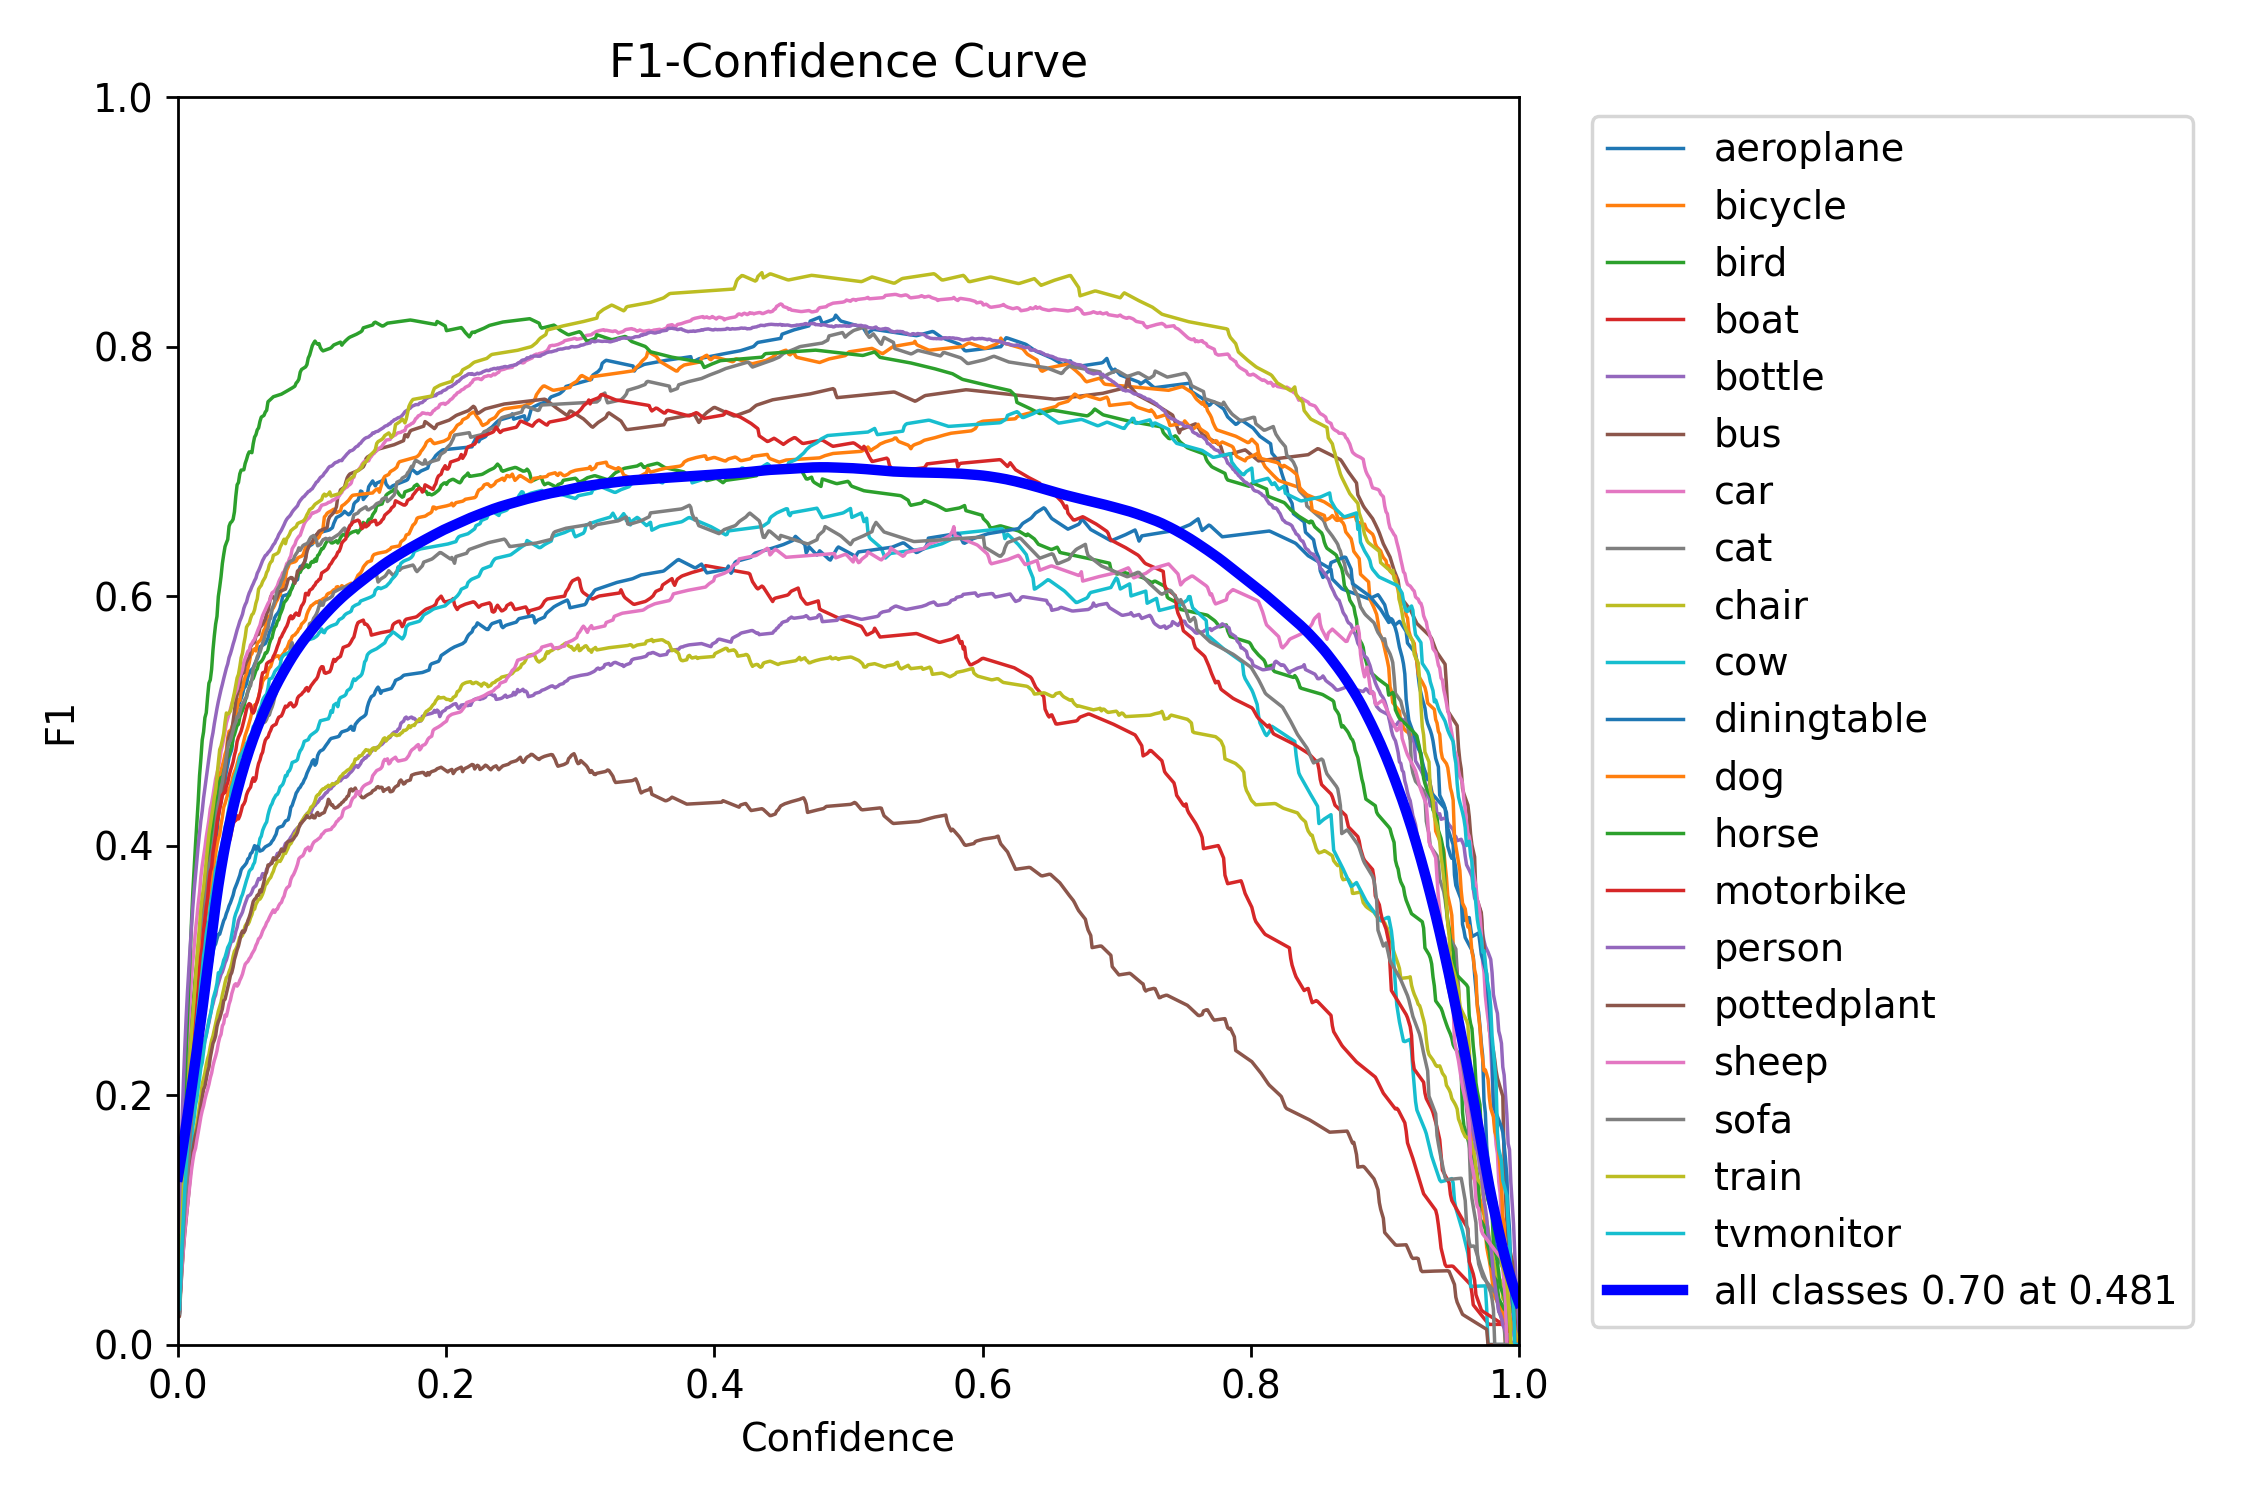 F1-Confidence Curve
1.0
0.8
0.6
0.4
0.2
0.0
F1
0.0 0.2 0.4 0.6 0.8 1.0
Confidence
aeroplane
bicycle
bird
boat
bottle
bus
car
cat
chair
cow
diningtable
dog
horse
motorbike
person
pottedplant
sheep
sofa
train
tvmonitor
all classes 0.70 at 0.481